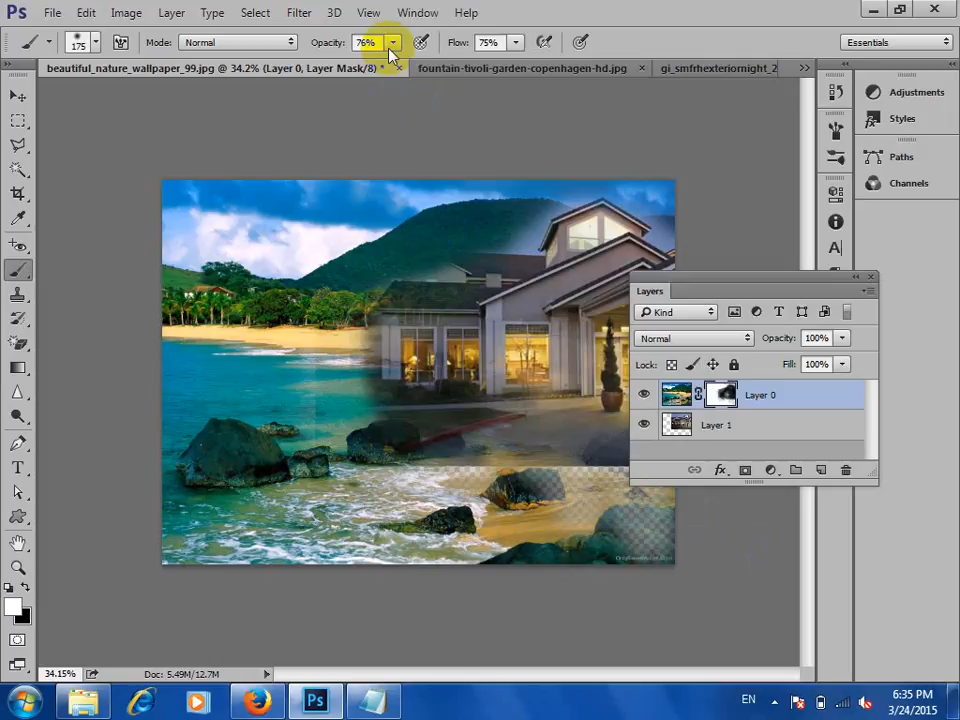 Ps File Edit Image Layer Type Select Filter 3D View Window Help
175 Mode: Normal Opacity: 76% Flow: 75% Essentials
beautiful_nature_wallpaper_99.jpg @ 34.2% (Layer 0, Layer Mask/8) * × fountain-tivoli-garden-copenhagen-hd.jpg × gi_smfrhexteriornight_2 >>
Adjustments
Styles
Paths
Channels
Layers
Kind
Normal Opacity: 100%
Lock: Fill: 100%
Layer 0
Layer 1
34.15% Doc: 5.49M/12.7M
EN 6:35 PM
3/24/2015